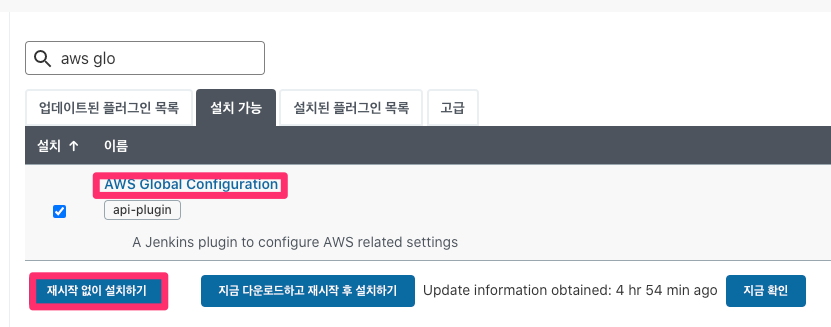 aws glo
업데이트된 플러그인 목록 설치 가능 설치된 플러그인 목록 고급
설치 ↑ 이름
AWS Global Configuration
api-plugin
A Jenkins plugin to configure AWS related settings
재시작 없이 설치하기 지금 다운로드하고 재시작 후 설치하기 Update information obtained: 4 hr 54 min ago 지금 확인